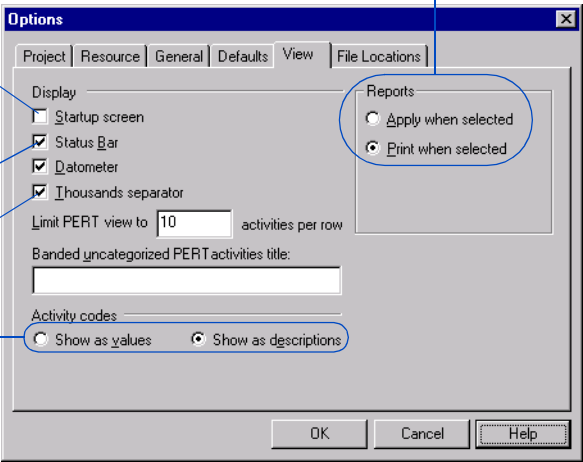 Options
Project Resource General Defaults View File Locations
Display
Startup screen
Status Bar
Datometer
Thousands separator
Limit PERT view to 10 activities per row
Banded uncategorized PERT activities title:
Activity codes
Show as values Show as descriptions
Reports
Apply when selected
Print when selected
OK Cancel Help